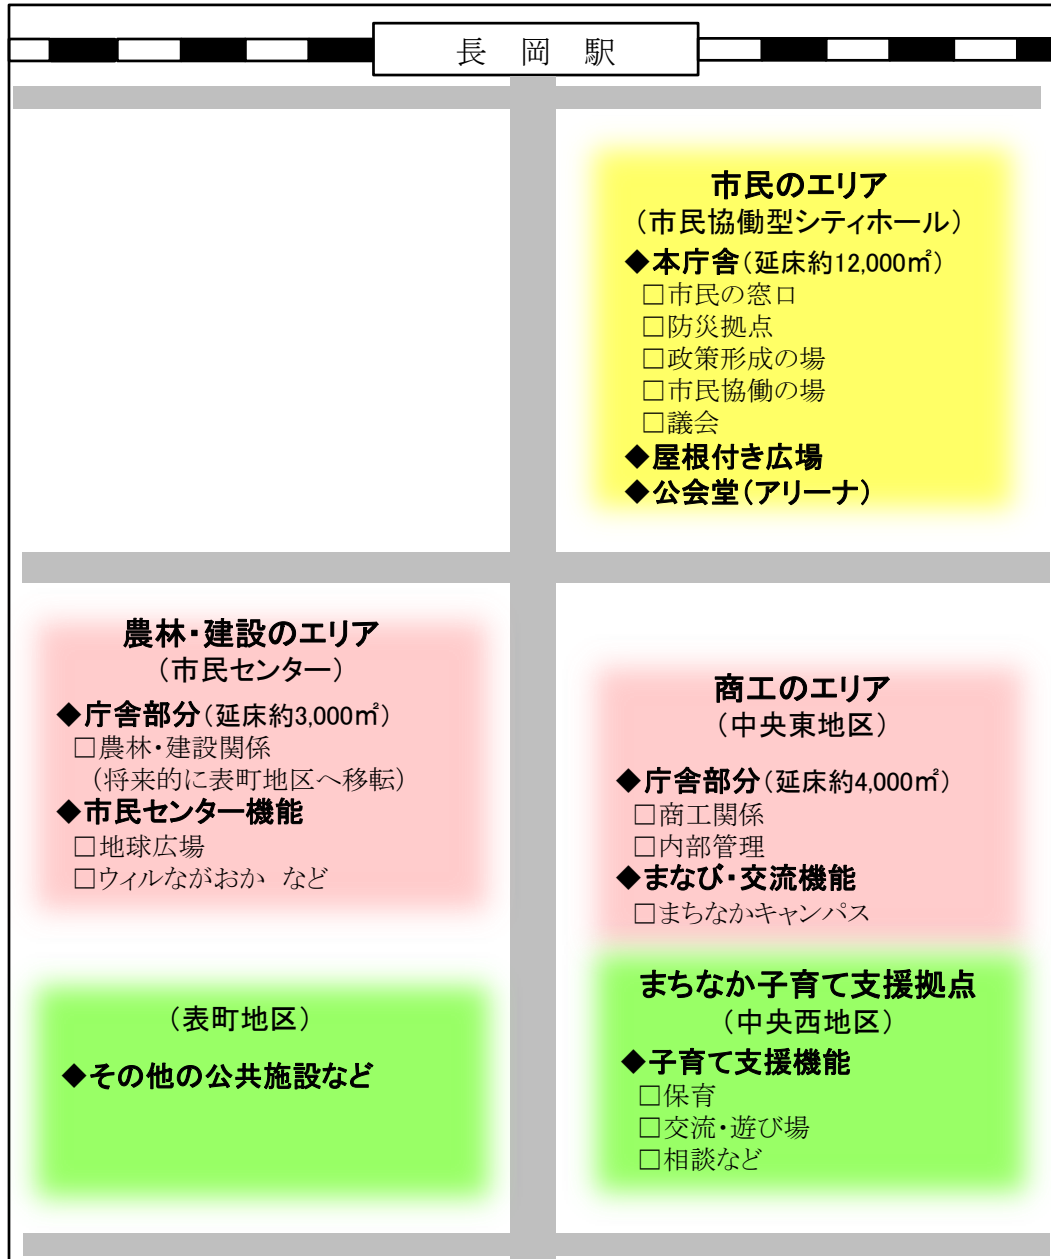 長　岡　駅
市民のエリア
（市民協働型シティホール）
◆本庁舎（延床約12,000㎡）
□市民の窓口
□防災拠点
□政策形成の場
□市民協働の場
□議会
◆屋根付き広場
◆公会堂（アリーナ）
農林・建設のエリア
（市民センター）
◆庁舎部分（延床約3,000㎡）
□農林・建設関係
（将来的に表町地区へ移転）
◆市民センター機能
□地球広場
□ウィルながおか　など
商工のエリア
（中央東地区）
◆庁舎部分（延床約4,000㎡）
□商工関係
□内部管理
◆まなび・交流機能
□まちなかキャンパス
（表町地区）
◆その他の公共施設など
まちなか子育て支援拠点
（中央西地区）
◆子育て支援機能
□保育
□交流・遊び場
□相談など